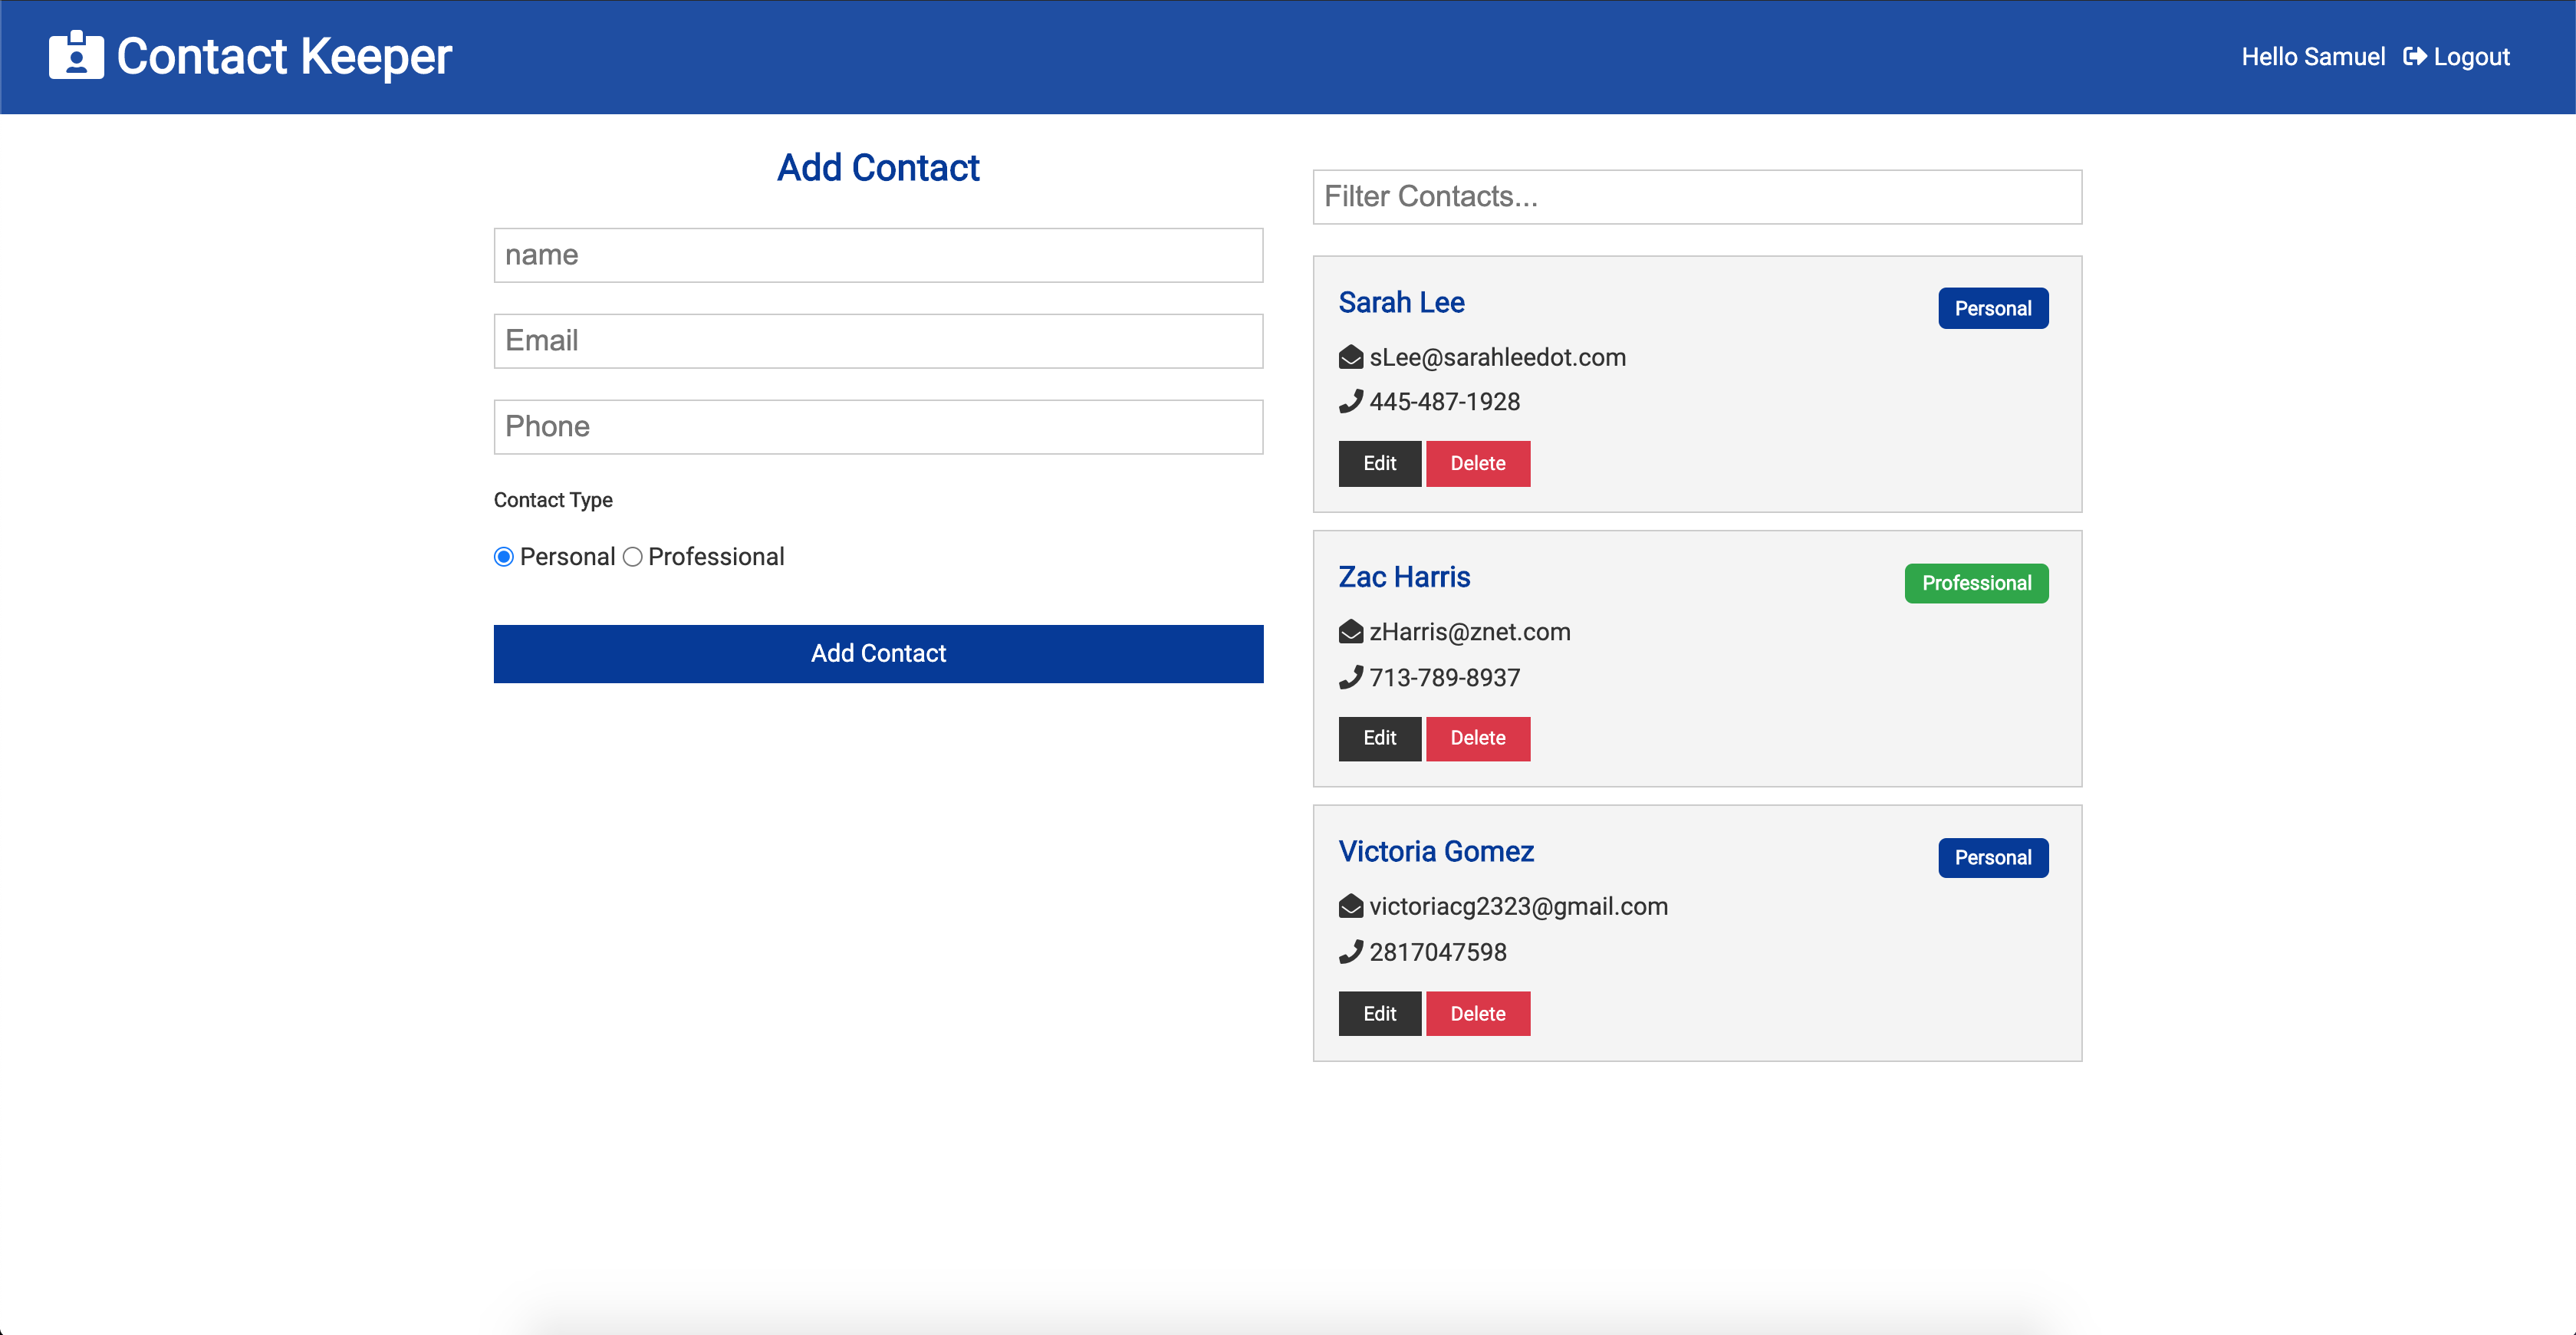 Contact Keeper
Hello Samuel Logout
Add Contact
name
Email
Phone
Contact Type
Personal Professional
Add Contact
Filter Contacts...
Sarah Lee Personal
sLee@sarahleedot.com
445-487-1928
Edit Delete
Zac Harris Professional
zHarris@znet.com
713-789-8937
Edit Delete
Victoria Gomez Personal
victoriacg2323@gmail.com
2817047598
Edit Delete